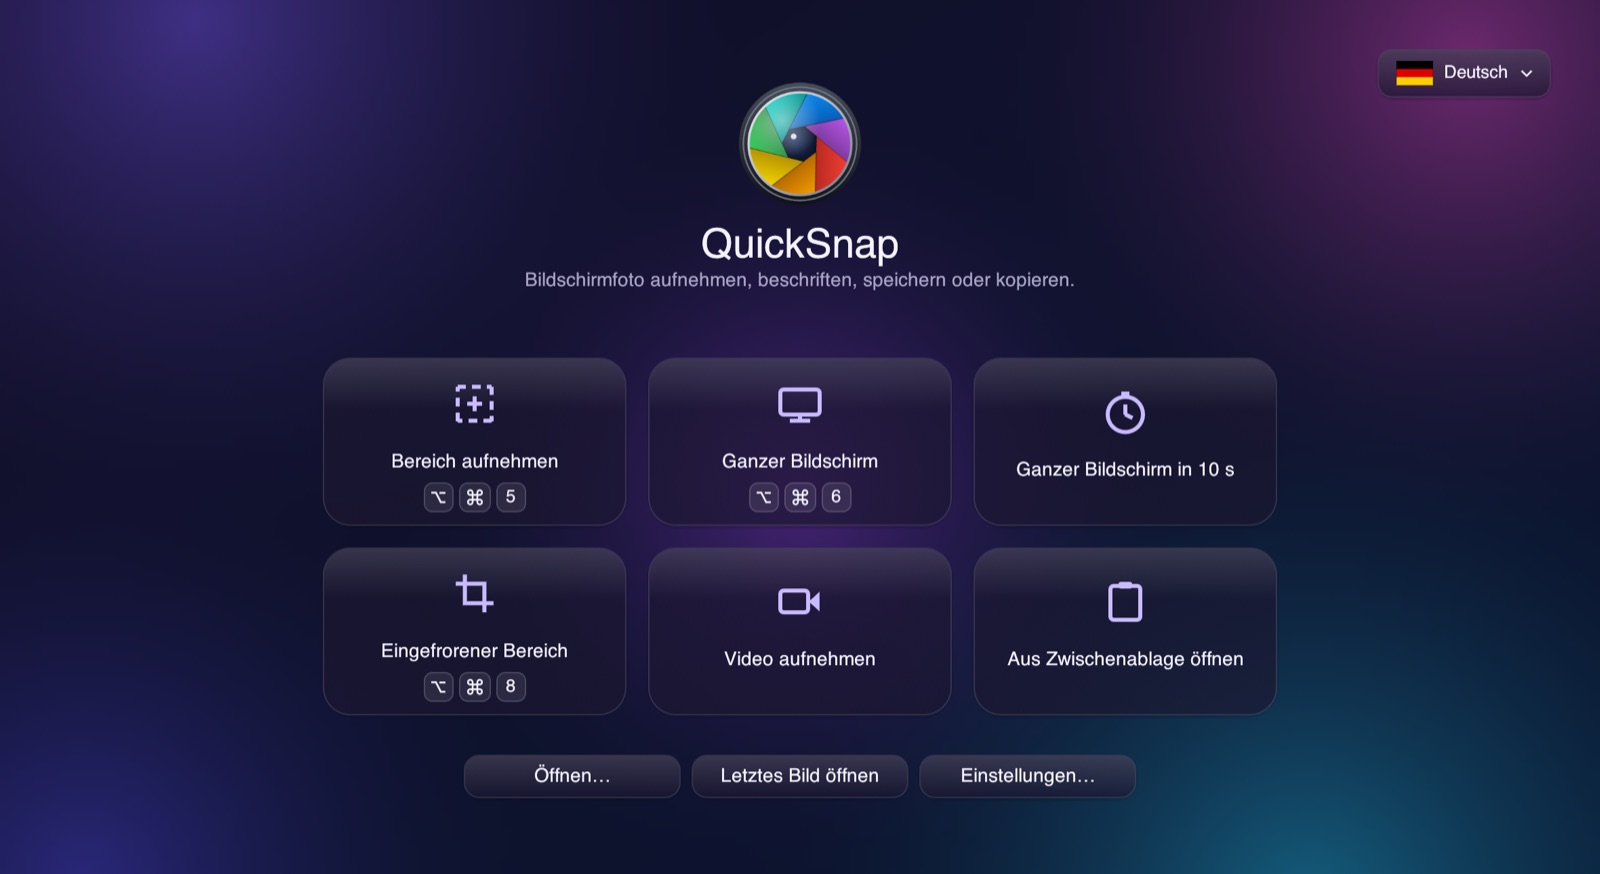 Deutsch
QuickSnap
Bildschirmfoto aufnehmen, beschriften, speichern oder kopieren.
Bereich aufnehmen
⌥ ⌘ 5
Ganzer Bildschirm
⌥ ⌘ 6
Ganzer Bildschirm in 10 s
Eingefrorener Bereich
⌥ ⌘ 8
Video aufnehmen
Aus Zwischenablage öffnen
Öffnen…
Letztes Bild öffnen
Einstellungen…